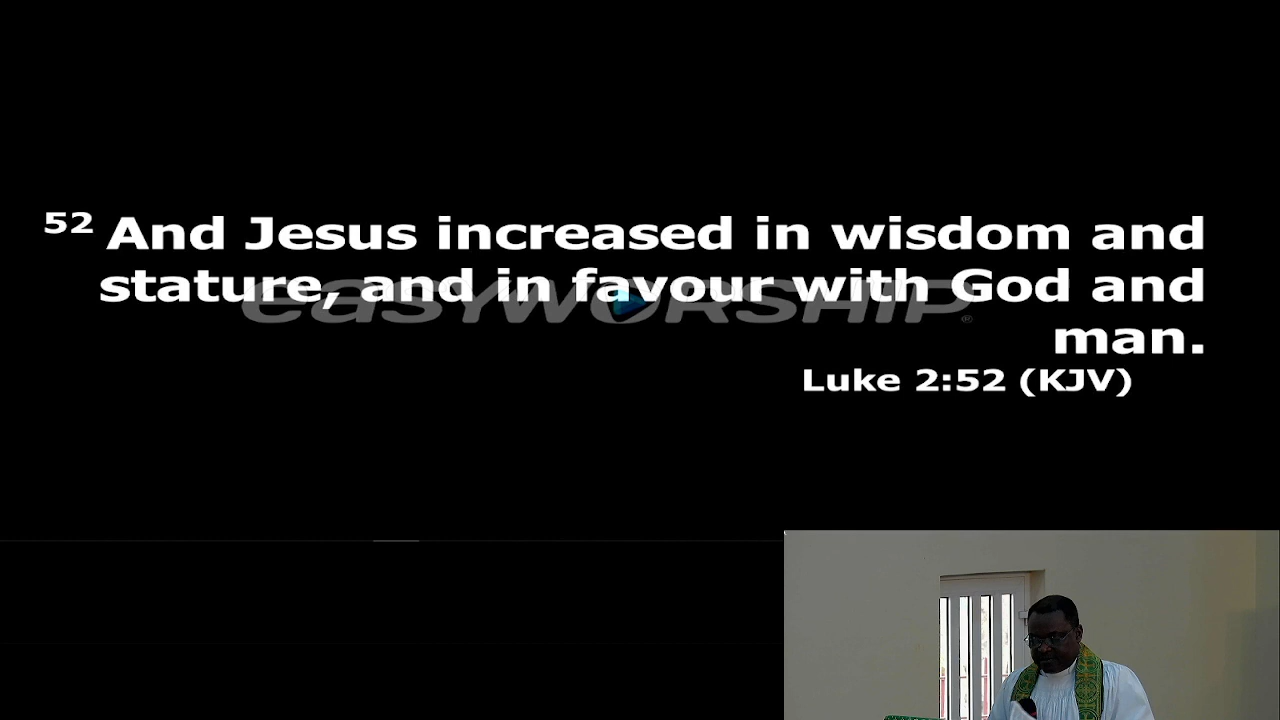 52 And Jesus increased in wisdom and
stature, and in favour with God and
man.
Luke 2:52 (KJV)
easyworship®